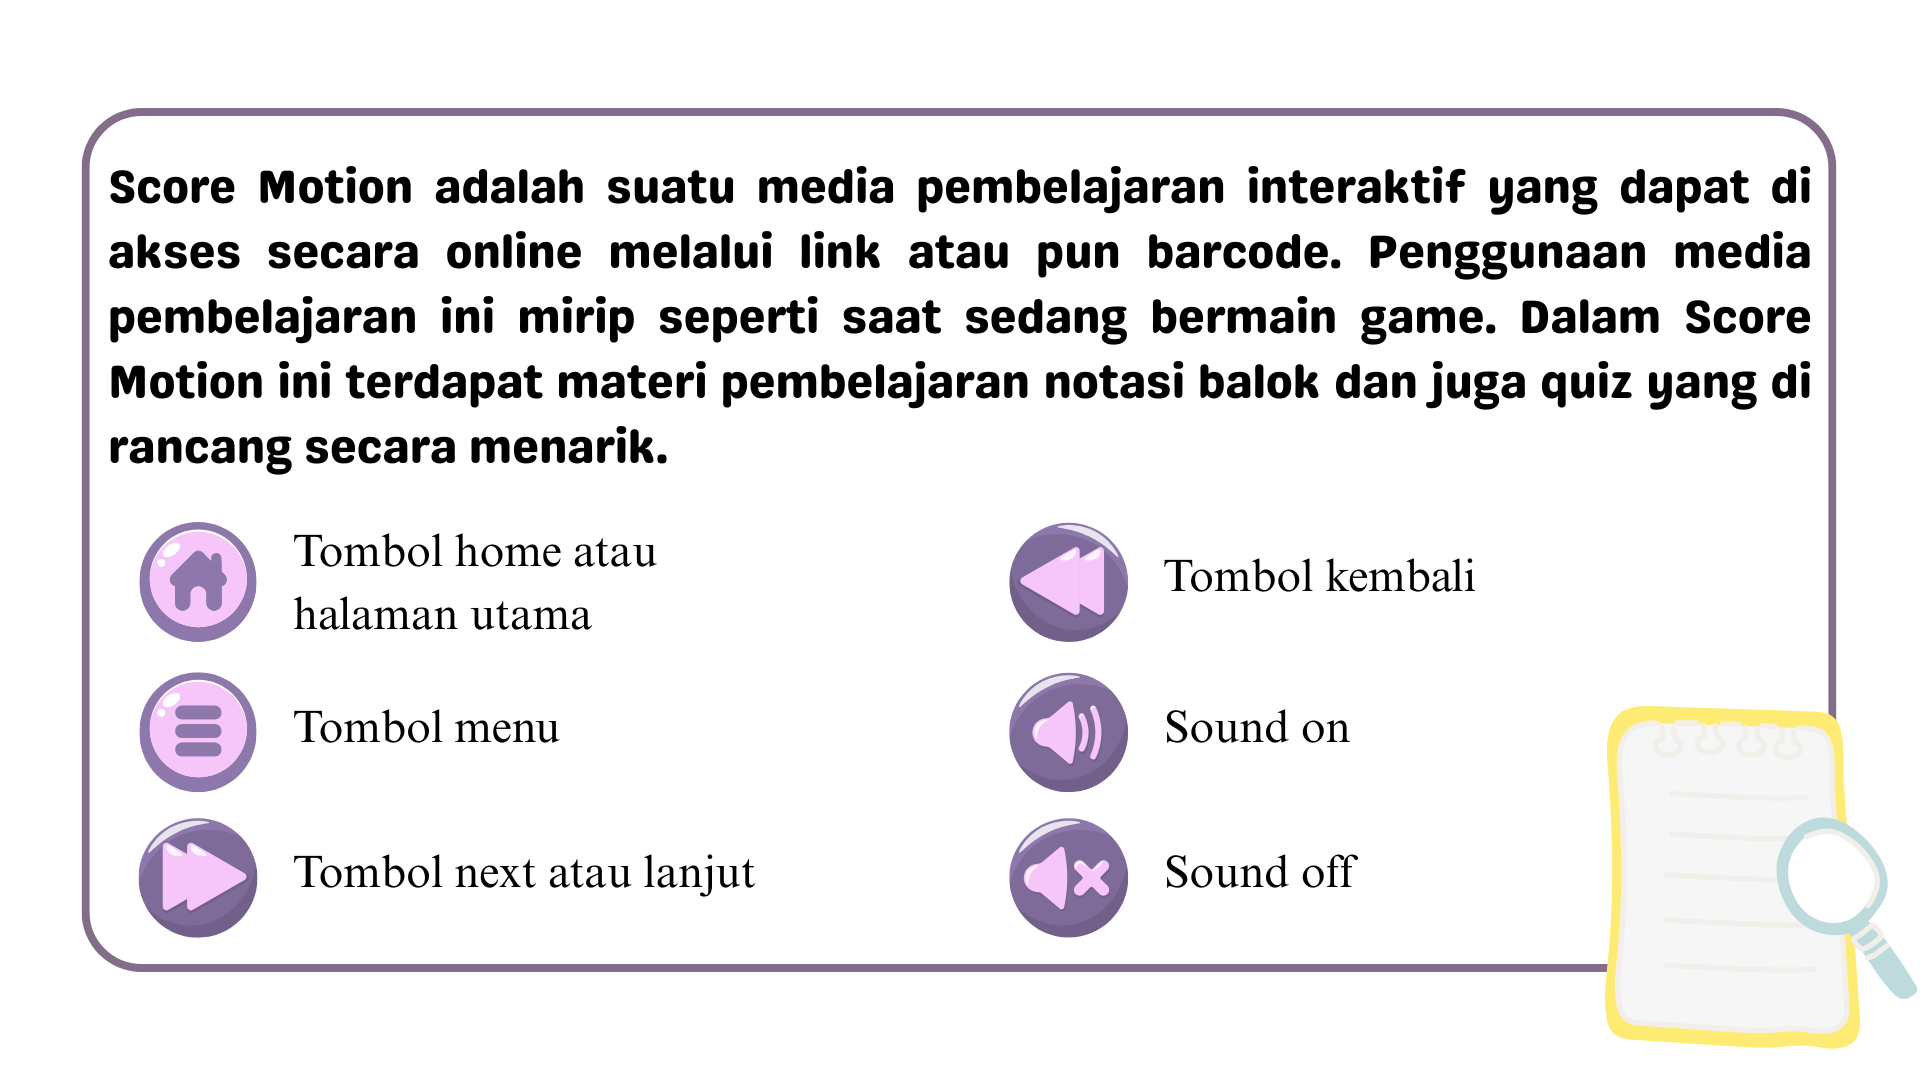 Score Motion adalah suatu media pembelajaran interaktif yang dapat di
akses secara online melalui link atau pun barcode. Penggunaan media
pembelajaran ini mirip seperti saat sedang bermain game. Dalam Score
Motion ini terdapat materi pembelajaran notasi balok dan juga quiz yang di
rancang secara menarik.
Tombol home atau
halaman utama
Tombol menu
Tombol next atau lanjut
Tombol kembali
Sound on
Sound off